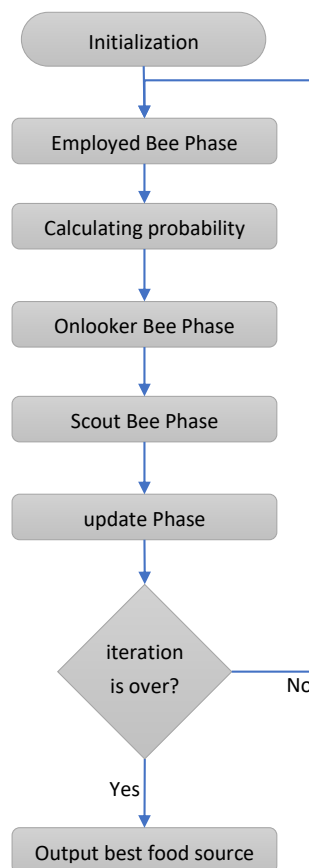 Initialization
Employed Bee Phase
Calculating probability
Onlooker Bee Phase
Scout Bee Phase
update Phase
iteration
is over?
No
Yes
Output best food source